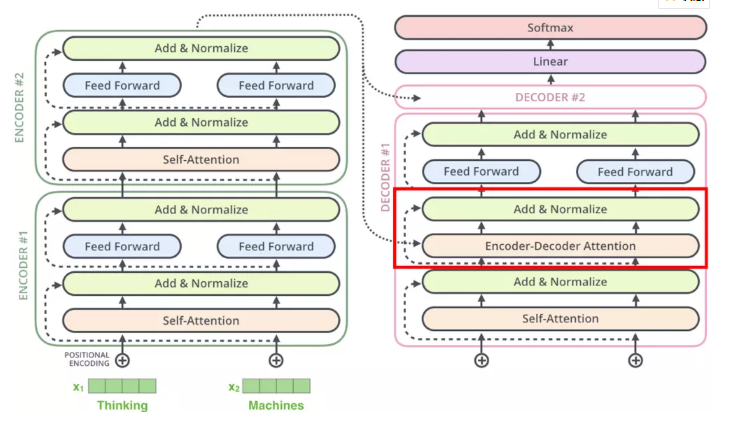 ENCODER #2
Add & Normalize
Feed Forward
Feed Forward
Add & Normalize
Self-Attention
ENCODER #1
Add & Normalize
Feed Forward
Feed Forward
Add & Normalize
Self-Attention
POSITIONAL
ENCODING
x₁
x₂
Thinking
Machines
Softmax
Linear
DECODER #2
DECODER #1
Add & Normalize
Feed Forward
Feed Forward
Add & Normalize
Encoder-Decoder Attention
Add & Normalize
Self-Attention